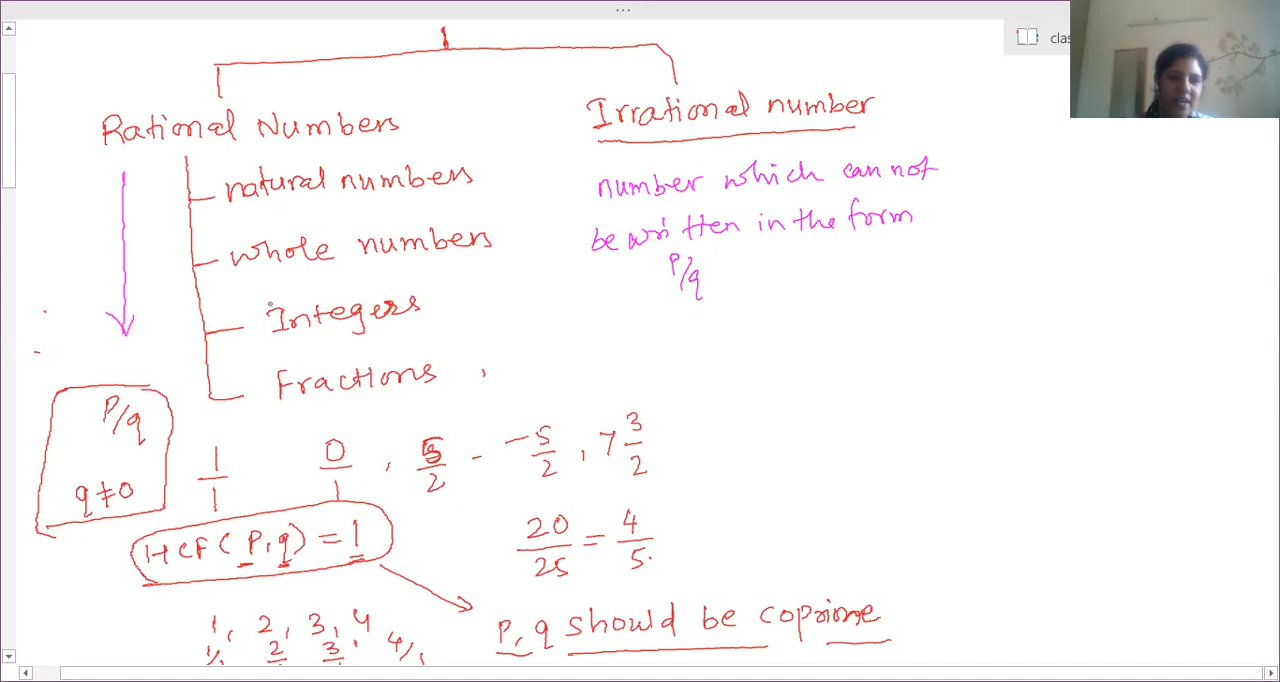 Rational Numbers
natural numbers
whole numbers
Integers
Fractions ,
P/q
q ≠ 0
1/1 0/1 , 5/2 - -5/2 , 7 3/2
HCF ( P, q ) = 1
20/25 = 4/5.
P, q should be coprime
1, 2, 3, 4
Irrational number
number which can not
be written in the form
P/q